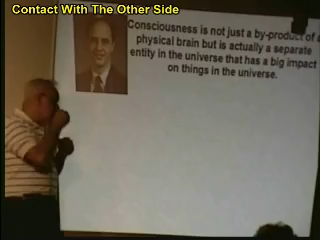 Contact With The Other Side
Consciousness is not just a by-product of a
physical brain but is actually a separate
entity in the universe that has a big impact
on things in the universe.